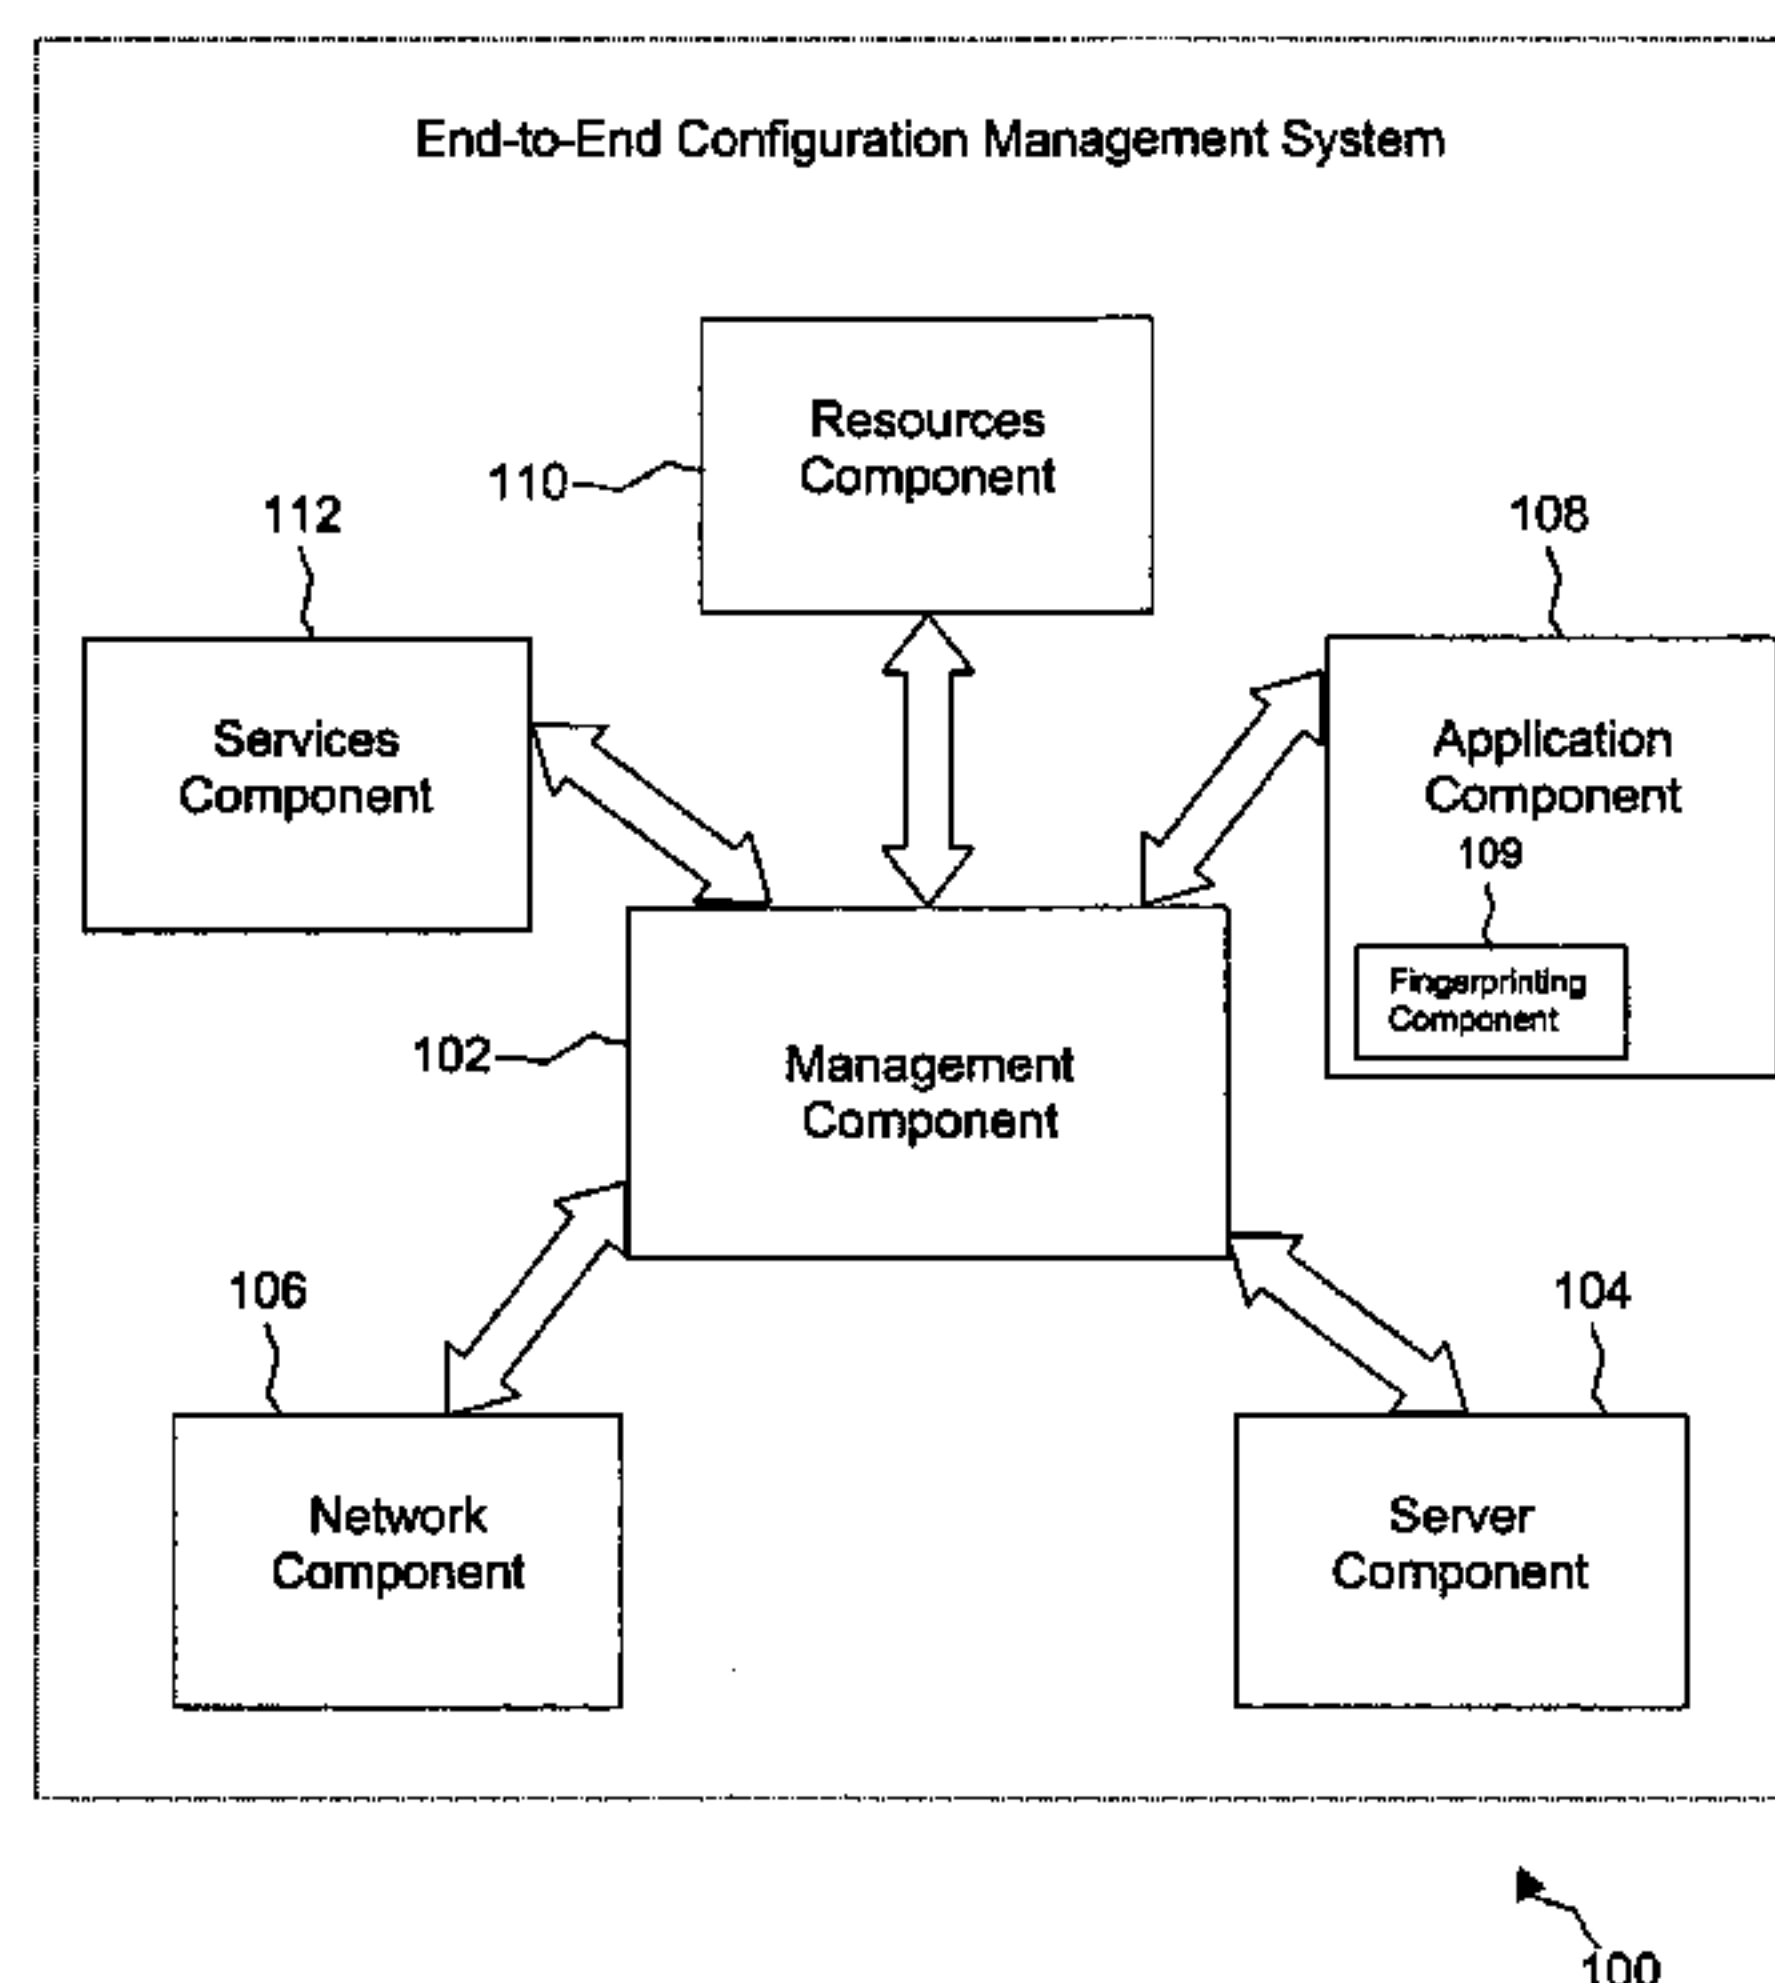 End-to-End Configuration Management System
Resources
Component
110
112
108
Services
Component
Application
Component
109
Fingerprinting
Component
102
Management
Component
106
104
Network
Component
Server
Component
100